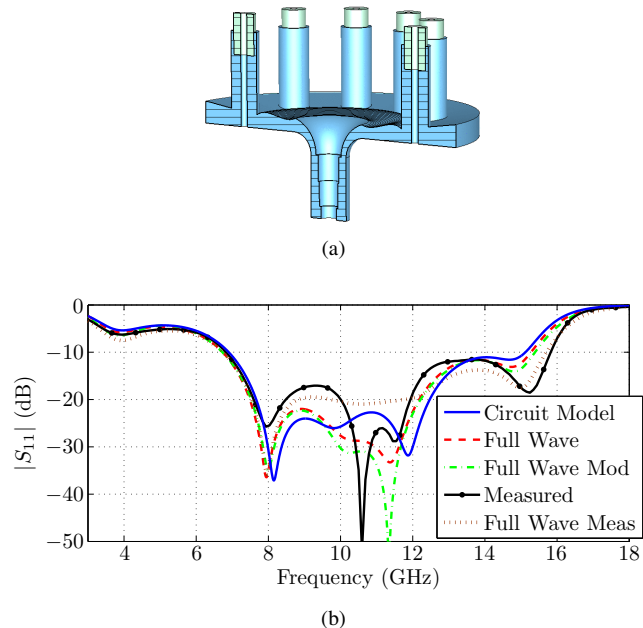 (a)
0
−10
−20
−30
−40
−50
|S11| (dB)
4 6 8 10 12 14 16 18
Frequency (GHz)
Circuit Model
Full Wave
Full Wave Mod
Measured
Full Wave Meas
(b)